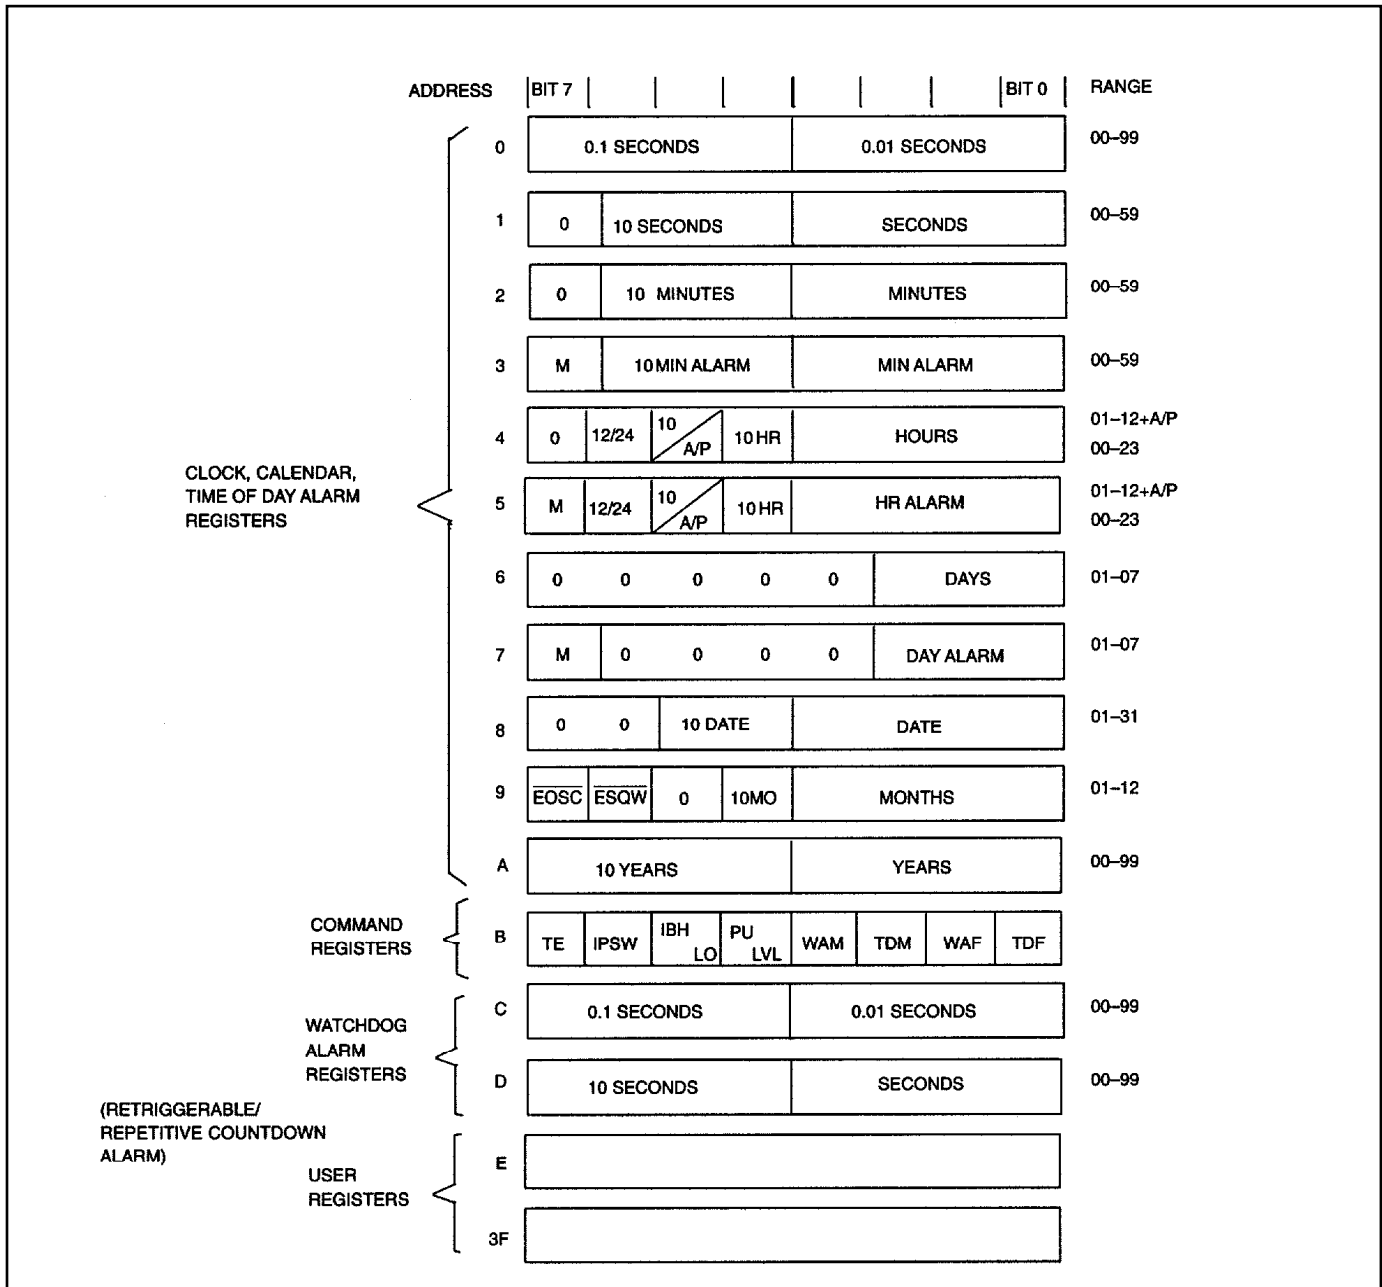 ADDRESS BIT 7 BIT 0 RANGE
0 0.1 SECONDS 0.01 SECONDS 00–99
1 0 10 SECONDS SECONDS 00–59
2 0 10 MINUTES MINUTES 00–59
3 M 10 MIN ALARM MIN ALARM 00–59
4 0 12/24 10 A/P 10 HR HOURS 01–12+A/P
00–23
CLOCK, CALENDAR,
TIME OF DAY ALARM
REGISTERS
5 M 12/24 10 A/P 10 HR HR ALARM 01–12+A/P
00–23
6 0 0 0 0 0 DAYS 01–07
7 M 0 0 0 0 DAY ALARM 01–07
8 0 0 10 DATE DATE 01–31
9 E̅O̅S̅C̅ E̅S̅Q̅W̅ 0 10MO MONTHS 01–12
A 10 YEARS YEARS 00–99
COMMAND
REGISTERS
B TE IPSW IBH LO PU LVL WAM TDM WAF TDF
C 0.1 SECONDS 0.01 SECONDS 00–99
WATCHDOG
ALARM
REGISTERS
D 10 SECONDS SECONDS 00–99
(RETRIGGERABLE/
REPETITIVE COUNTDOWN
ALARM)
E
USER
REGISTERS
3F